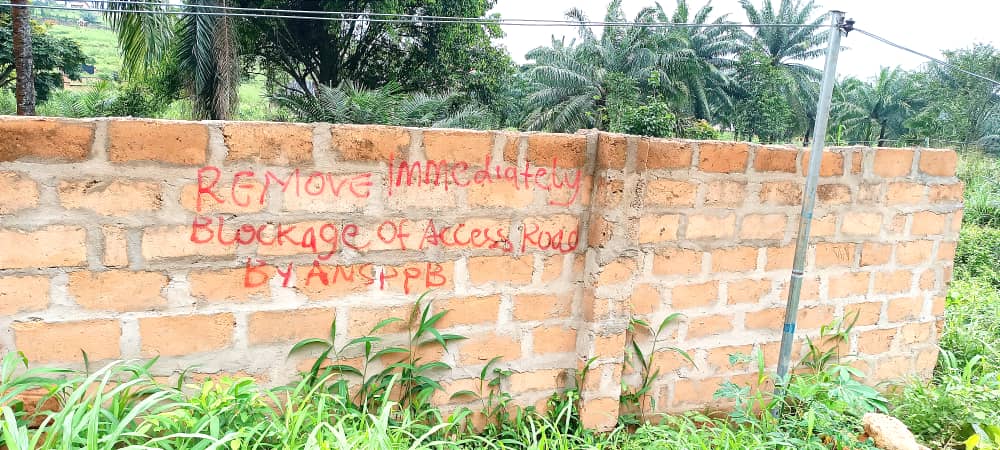 REMOVE Immediately
Blockage of Access Road
By ANSPPB